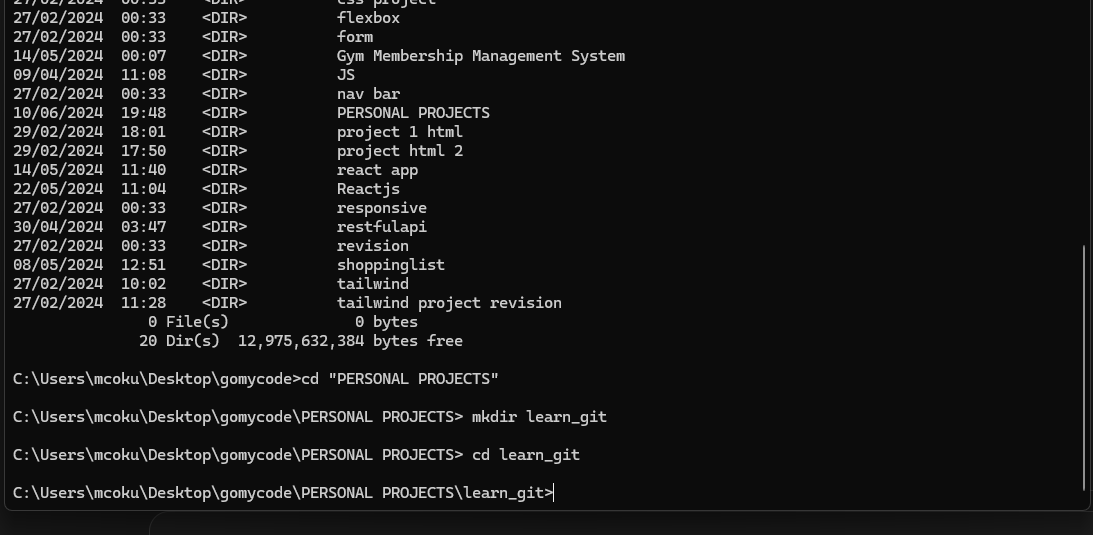 27/02/2024  00:33    <DIR>          css project
27/02/2024  00:33    <DIR>          flexbox
27/02/2024  00:33    <DIR>          form
14/05/2024  00:07    <DIR>          Gym Membership Management System
09/04/2024  11:08    <DIR>          JS
27/02/2024  00:33    <DIR>          nav bar
10/06/2024  19:48    <DIR>          PERSONAL PROJECTS
29/02/2024  18:01    <DIR>          project 1 html
29/02/2024  17:50    <DIR>          project html 2
14/05/2024  11:40    <DIR>          react app
22/05/2024  11:04    <DIR>          Reactjs
27/02/2024  00:33    <DIR>          responsive
30/04/2024  03:47    <DIR>          restfulapi
27/02/2024  00:33    <DIR>          revision
08/05/2024  12:51    <DIR>          shoppinglist
27/02/2024  10:02    <DIR>          tailwind
27/02/2024  11:28    <DIR>          tailwind project revision
               0 File(s)              0 bytes
              20 Dir(s)  12,975,632,384 bytes free
C:\Users\mcoku\Desktop\gomycode>cd "PERSONAL PROJECTS"
C:\Users\mcoku\Desktop\gomycode\PERSONAL PROJECTS> mkdir learn_git
C:\Users\mcoku\Desktop\gomycode\PERSONAL PROJECTS> cd learn_git
C:\Users\mcoku\Desktop\gomycode\PERSONAL PROJECTS\learn_git>